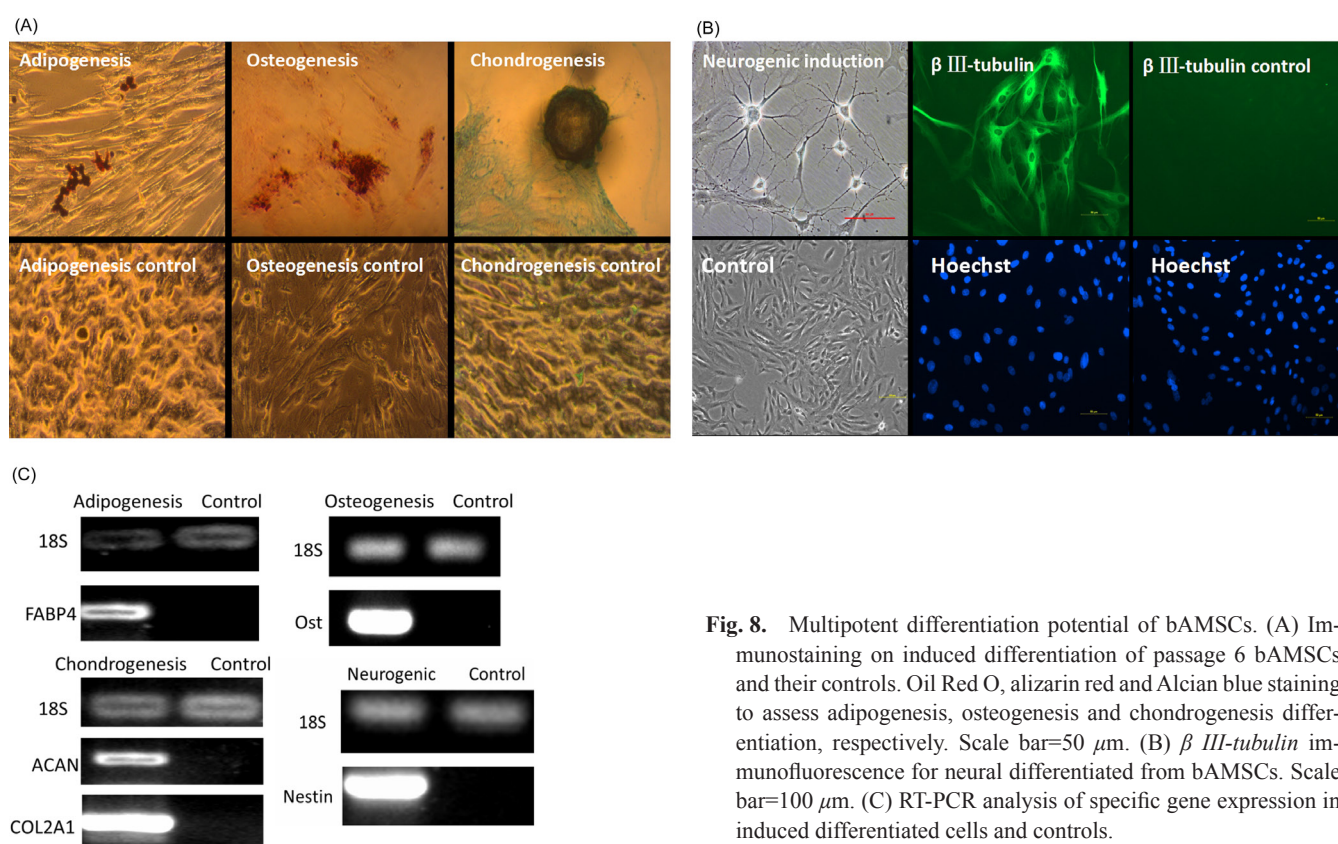 (A)
Adipogenesis
Osteogenesis
Chondrogenesis
Adipogenesis control
Osteogenesis control
Chondrogenesis control
(B)
Neurogenic induction
β III-tubulin
β III-tubulin control
Control
Hoechst
Hoechst
(C)
Adipogenesis Control
18S
FABP4
Osteogenesis Control
18S
Ost
Chondrogenesis Control
18S
ACAN
COL2A1
Neurogenic Control
18S
Nestin
Fig. 8. Multipotent differentiation potential of bAMSCs. (A) Im-
munostaining on induced differentiation of passage 6 bAMSCs
and their controls. Oil Red O, alizarin red and Alcian blue staining
to assess adipogenesis, osteogenesis and chondrogenesis differ-
entiation, respectively. Scale bar=50 μm. (B) β III-tubulin im-
munofluorescence for neural differentiated from bAMSCs. Scale
bar=100 μm. (C) RT-PCR analysis of specific gene expression in
induced differentiated cells and controls.